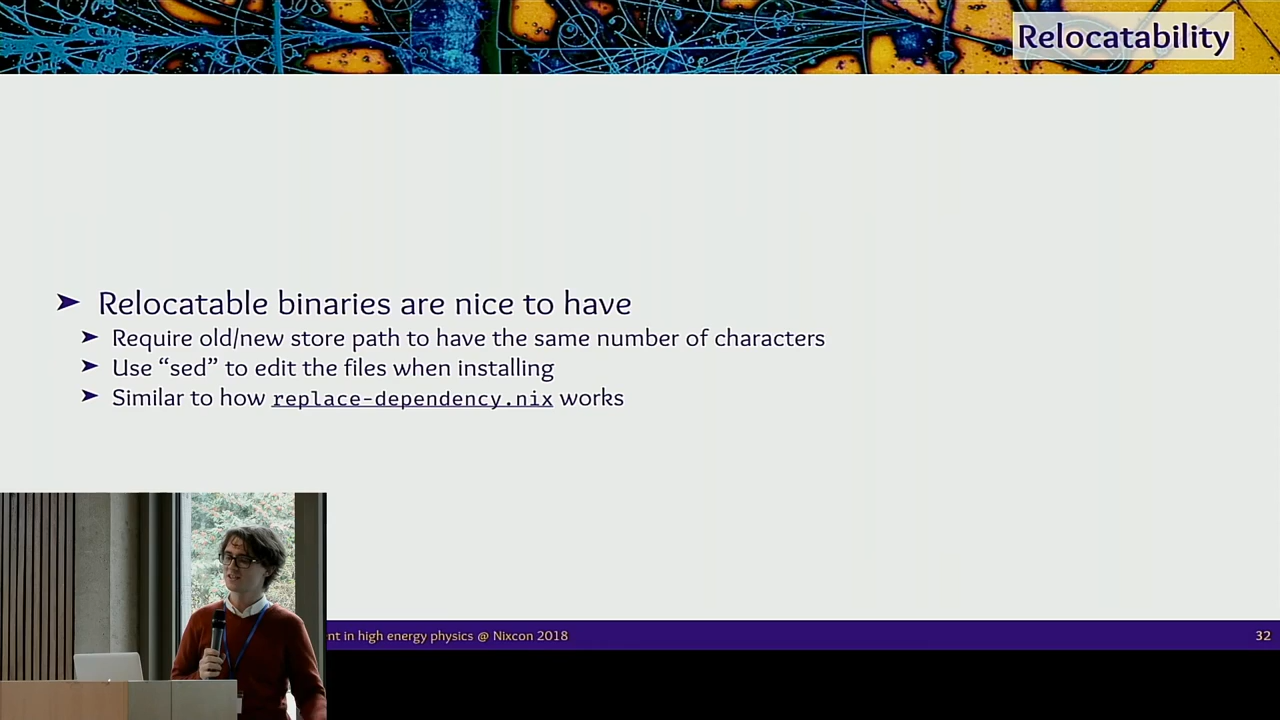 Relocatability
➤ Relocatable binaries are nice to have
➤ Require old/new store path to have the same number of characters
➤ Use “sed” to edit the files when installing
➤ Similar to how replace-dependency.nix works
in high energy physics @ Nixcon 2018
32